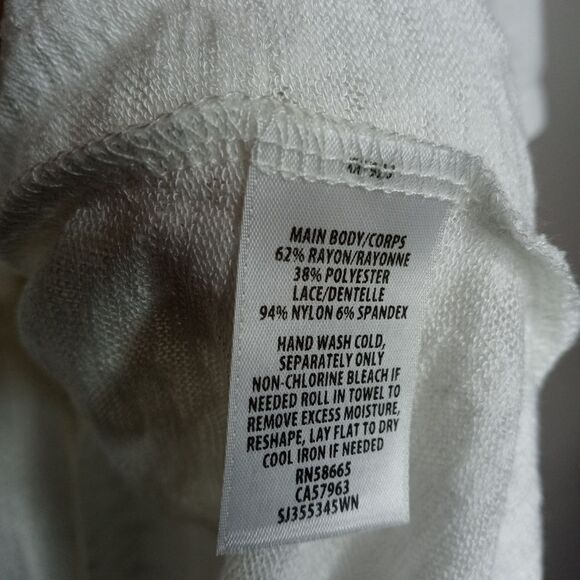 MAIN BODY/CORPS
62% RAYON/RAYONNE
38% POLYESTER
LACE/DENTELLE
94% NYLON 6% SPANDEX
HAND WASH COLD,
SEPARATELY ONLY
NON-CHLORINE BLEACH IF
NEEDED ROLL IN TOWEL TO
REMOVE EXCESS MOISTURE,
RESHAPE, LAY FLAT TO DRY
COOL IRON IF NEEDED
RN58665
CA57963
SJ355345WN